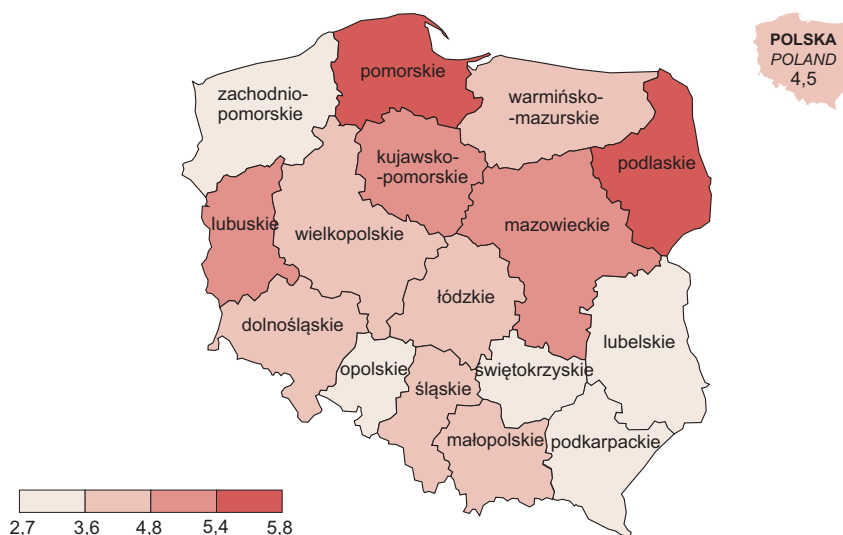 POLSKA
POLAND
4,5
pomorskie
zachodnio-
pomorskie
warmińsko-
-mazurskie
kujawsko-
-pomorskie
podlaskie
lubuskie
wielkopolskie
mazowieckie
łódzkie
dolnośląskie
lubelskie
opolskie
świętokrzyskie
śląskie
małopolskie
podkarpackie
2,7 3,6 4,8 5,4 5,8